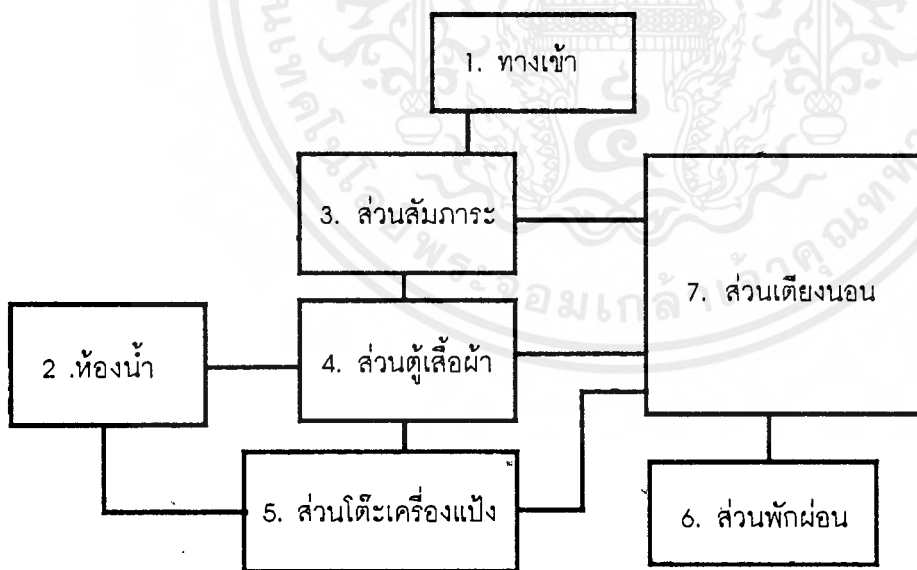 1. ทางเข้า
3. ส่วนสัมภาระ
7. ส่วนเตียงนอน
2 .ห้องน้ำ
4. ส่วนตู้เสื้อผ้า
5. ส่วนโต๊ะเครื่องแป้ง
6. ส่วนพักผ่อน